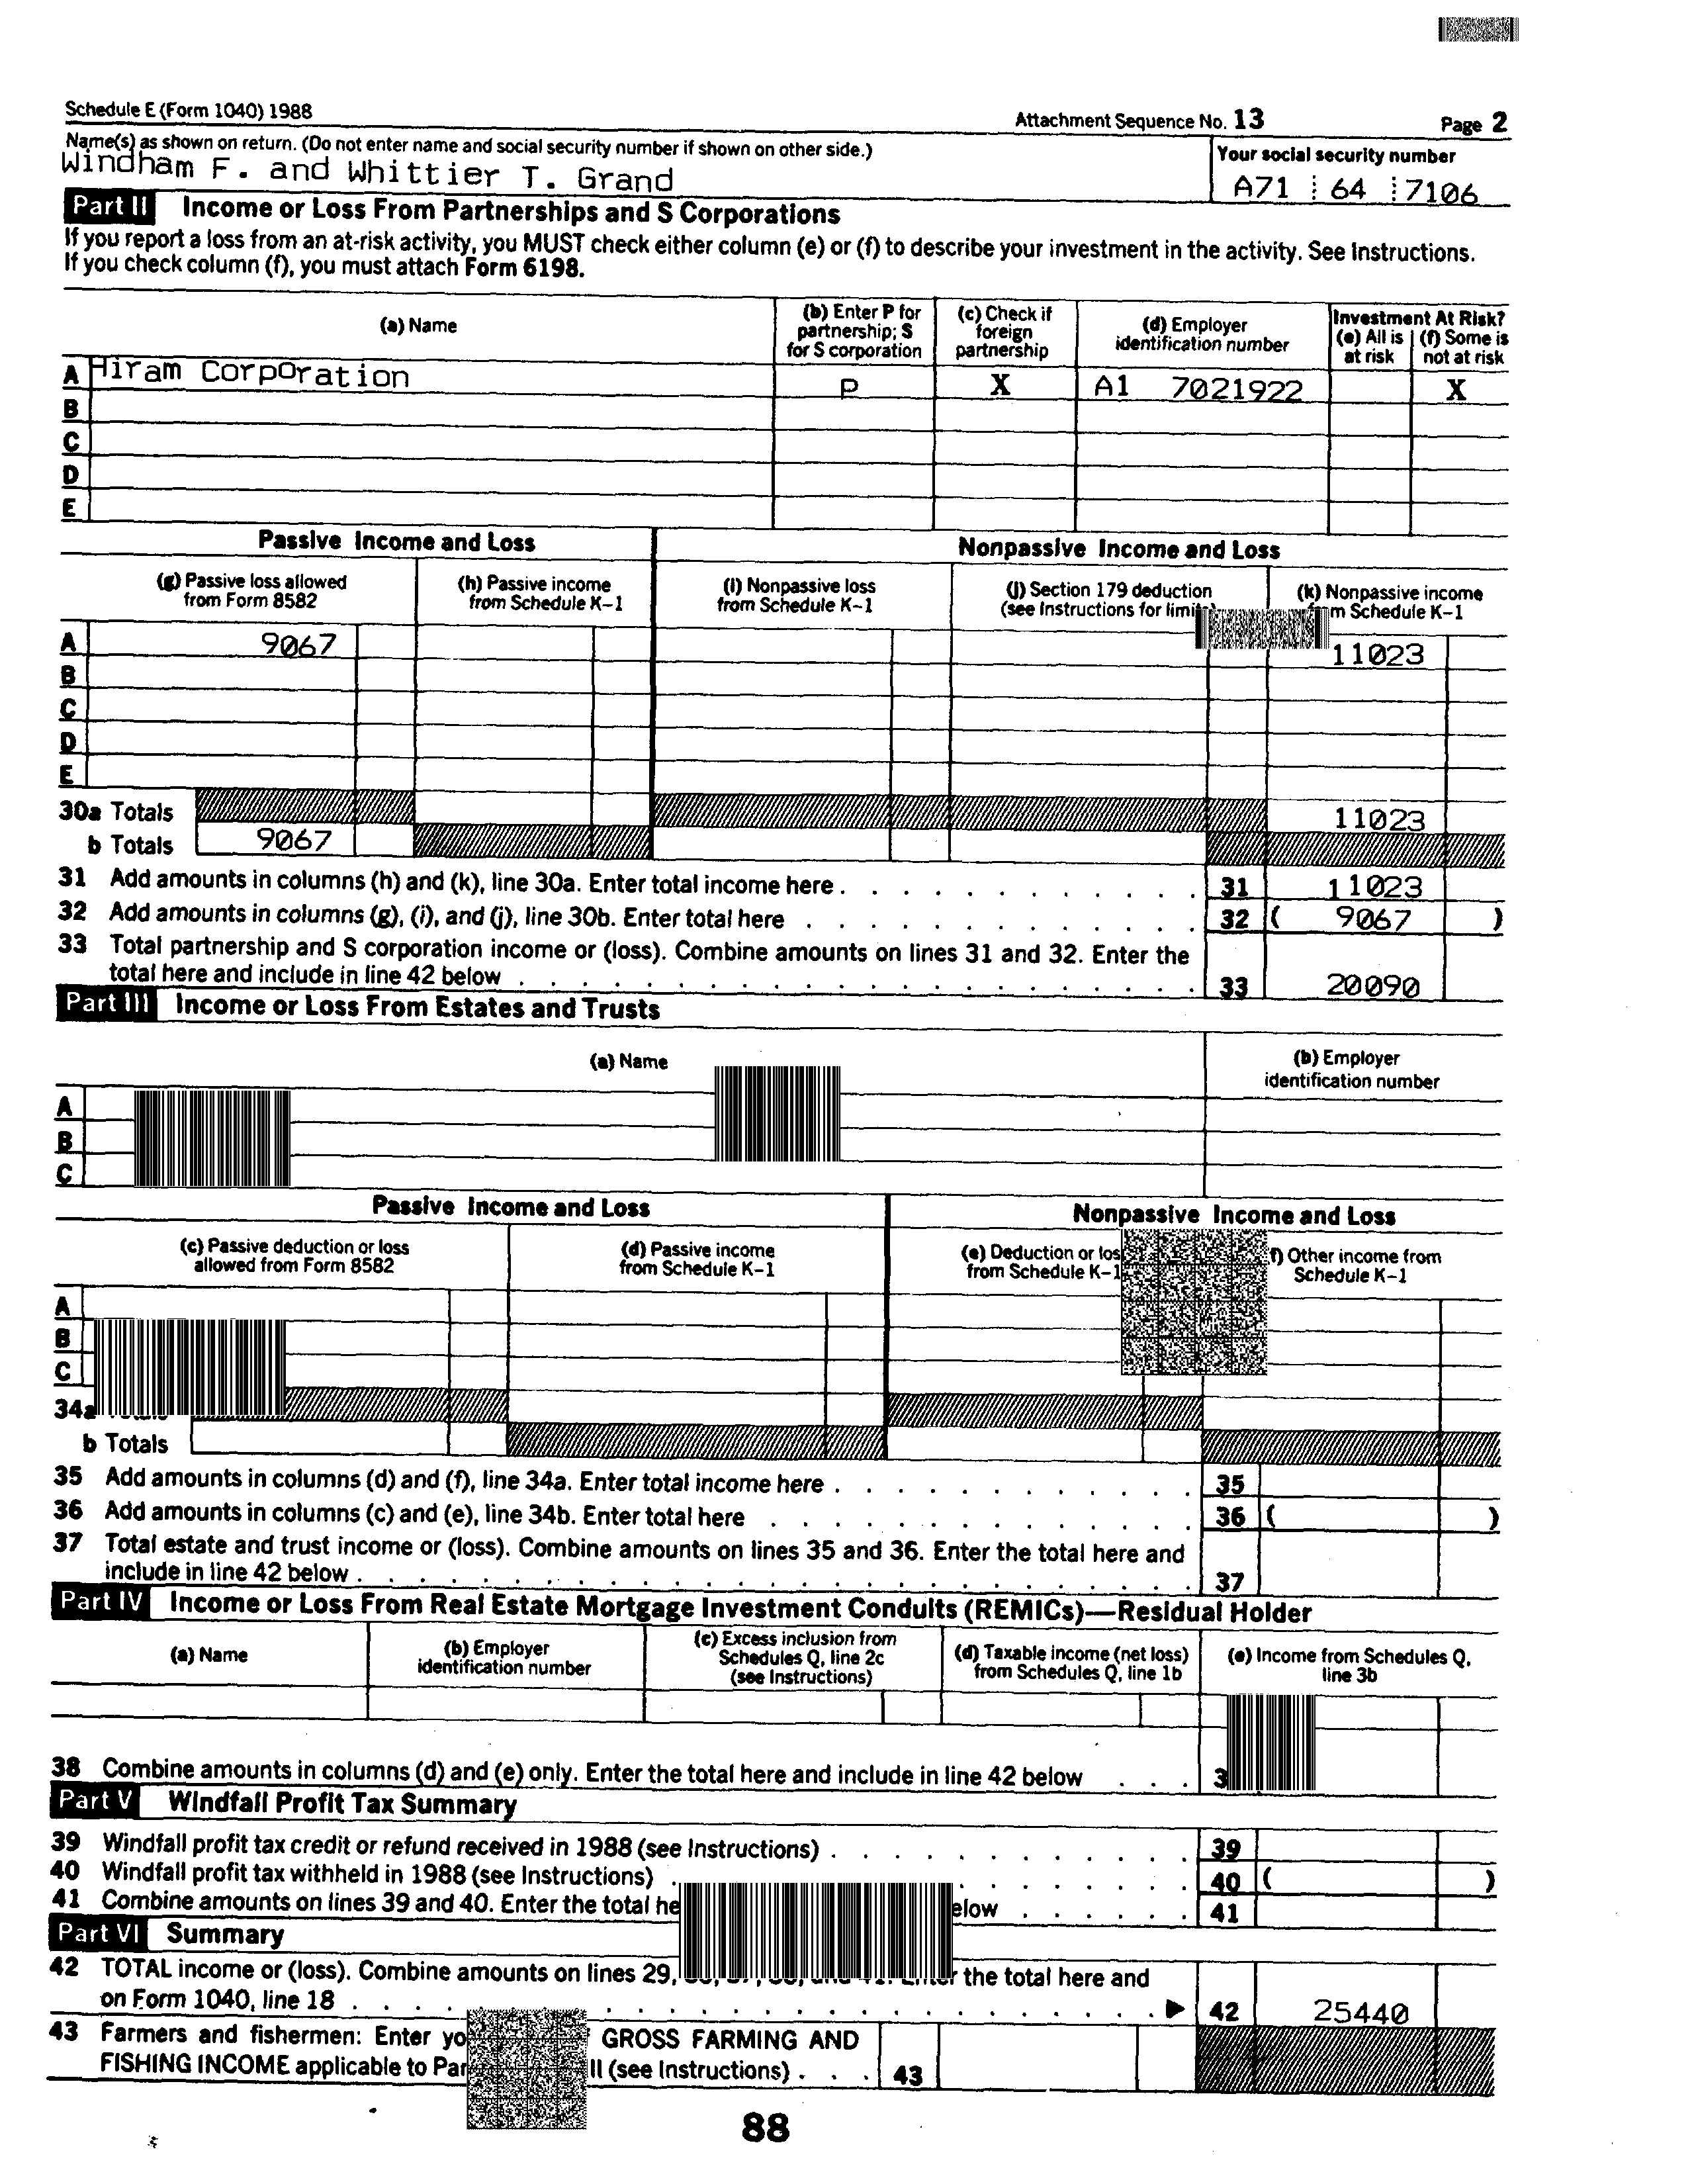 Schedule E (Form 1040) 1988
Attachment Sequence No. 13
Page 2
Name(s) as shown on return. (Do not enter name and social security number if shown on other side.)
Windham F. and Whittier T. Grand
Your social security number
A71 64 7106
Part II Income or Loss From Partnerships and S Corporations
If you report a loss from an at-risk activity, you MUST check either column (e) or (f) to describe your investment in the activity. See Instructions.
If you check column (f), you must attach Form 6198.
(a) Name
(b) Enter P for
partnership; S
for S corporation
(c) Check if
foreign
partnership
(d) Employer
identification number
Investment At Risk?
(e) All is
at risk
(f) Some is
not at risk
A Hiram Corporation P X A1 7021922 X
B
C
D
E
Passive Income and Loss
Nonpassive Income and Loss
(g) Passive loss allowed
from Form 8582
(h) Passive income
from Schedule K-1
(i) Nonpassive loss
from Schedule K-1
(j) Section 179 deduction
(see Instructions for
(k) Nonpassive income
Schedule K-1
A 9067 11023
B
C
D
E
30a Totals 11023
b Totals 9067
31 Add amounts in columns (h) and (k), line 30a. Enter total income here . . . . . . . . . . . 31 11023
32 Add amounts in columns (g), (i), and (j), line 30b. Enter total here . . . . . . . . . . . 32 ( 9067 )
33 Total partnership and S corporation income or (loss). Combine amounts on lines 31 and 32. Enter the
total here and include in line 42 below . . . . . . . . . . . . . . . . . . . 33 20090
Part III Income or Loss From Estates and Trusts
(a) Name
(b) Employer
identification number
A
B
C
Passive Income and Loss
Nonpassive Income and Loss
(c) Passive deduction or loss
allowed from Form 8582
(d) Passive income
from Schedule K-1
(e) Deduction or
from Schedule K-1
(f) Other income from
Schedule K-1
A
B
C
34a
b Totals
35 Add amounts in columns (d) and (f), line 34a. Enter total income here . . . . . . . . . . . 35
36 Add amounts in columns (c) and (e), line 34b. Enter total here . . . . . . . . . . . . . 36 ( )
37 Total estate and trust income or (loss). Combine amounts on lines 35 and 36. Enter the total here and
include in line 42 below . . . . . . . . . . . . . . . . . . . . . . . 37
Part IV Income or Loss From Real Estate Mortgage Investment Conduits (REMICs)—Residual Holder
(a) Name
(b) Employer
identification number
(c) Excess inclusion from
Schedules Q, line 2c
(see Instructions)
(d) Taxable income (net loss)
from Schedules Q, line 1b
(e) Income from Schedules Q,
line 3b
38 Combine amounts in columns (d) and (e) only. Enter the total here and include in line 42 below . . .
Part V Windfall Profit Tax Summary
39 Windfall profit tax credit or refund received in 1988 (see Instructions) . . . . . . . . . . . 39
40 Windfall profit tax withheld in 1988 (see Instructions) . . . . . . . . 40 ( )
41 Combine amounts on lines 39 and 40. Enter the total . . . . . . 41
Part VI Summary
42 TOTAL income or (loss). Combine amounts on lines 29, the total here and
on Form 1040, line 18 . . . . . . . . . . . . . . . . . . . . ▶ 42 25440
43 Farmers and fishermen: Enter GROSS FARMING AND
FISHING INCOME applicable to II (see Instructions) . . . 43
88